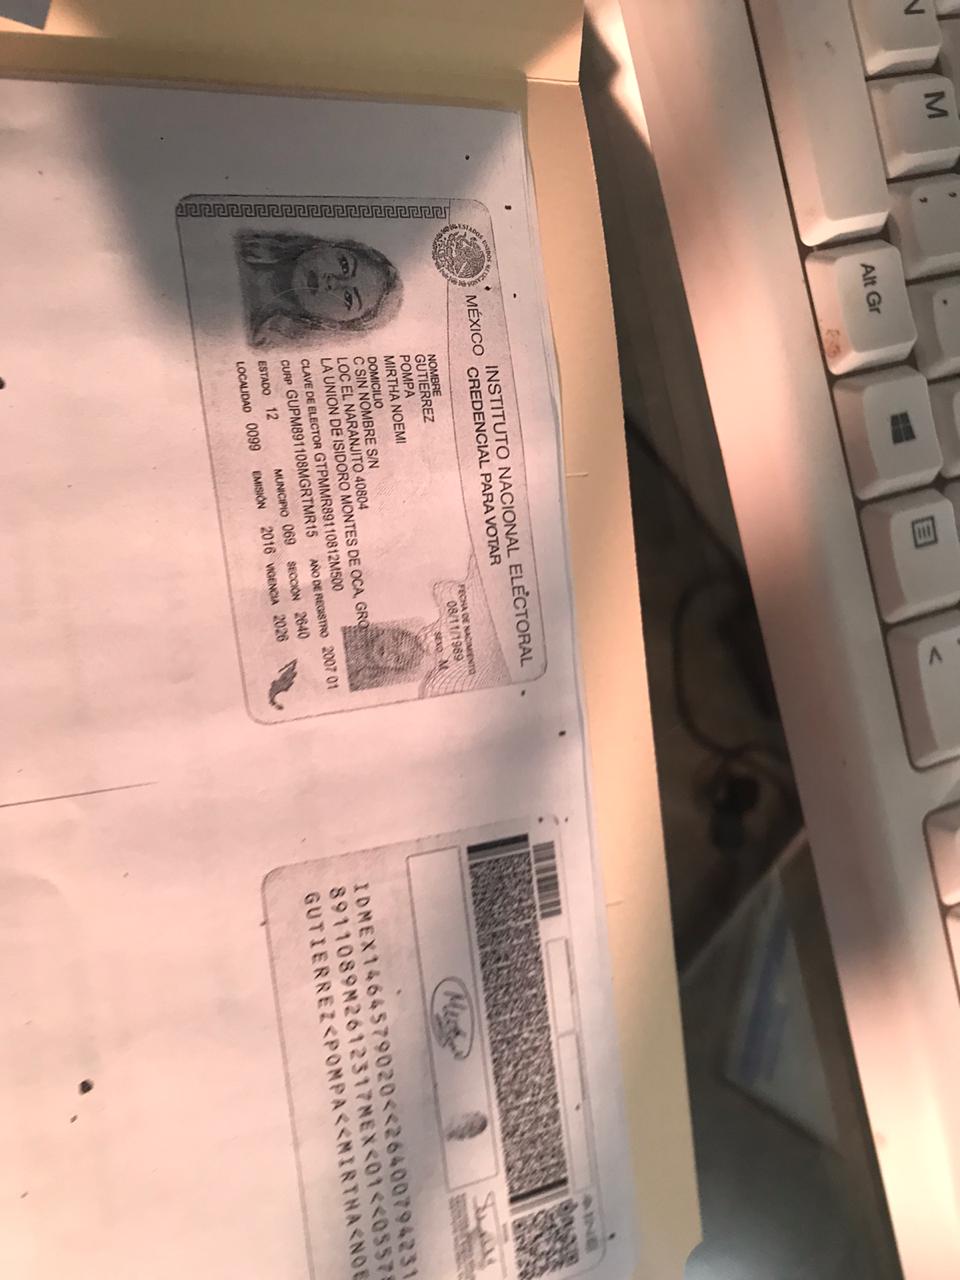 MÉXICO INSTITUTO NACIONAL ELECTORAL
CREDENCIAL PARA VOTAR
NOMBRE
GUTIERREZ
POMPA
MIRTHA NOEMI
FECHA DE NACIMIENTO
08/11/1989
SEXO M
DOMICILIO
C SIN NOMBRE S/N
LOC EL NARANJITO 40804
LA UNION DE ISIDORO MONTES DE OCA, GRO.
CLAVE DE ELECTOR GTPMMR89110812M500
CURP GUPM891108MGRTMR15 AÑO DE REGISTRO 2007 01
ESTADO 12 MUNICIPIO 069 SECCIÓN 2640
LOCALIDAD 0099 EMISIÓN 2016 VIGENCIA 2026
INE
IDMEX1464579020<<26400794231
8911089M2612317MEX<01<<0557
GUTIERREZ<POMPA<<MIRTHA<NOE
N
M
Alt Gr
<